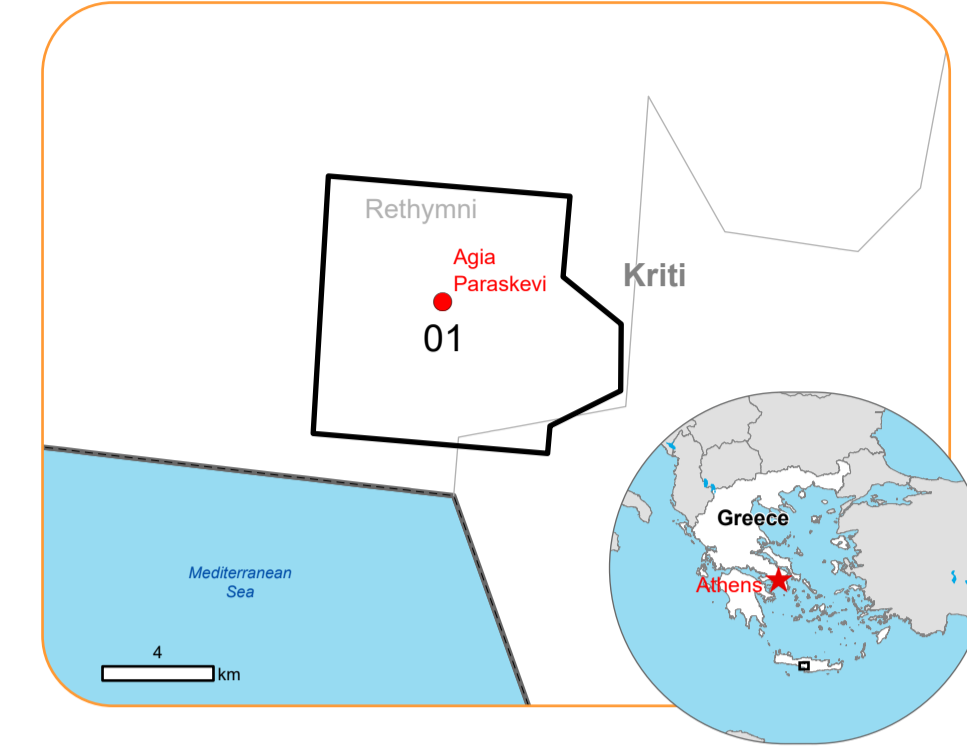 Rethymni
Agia
Paraskevi
Kriti
01
Greece
Athens
Mediterranean
Sea
4
km